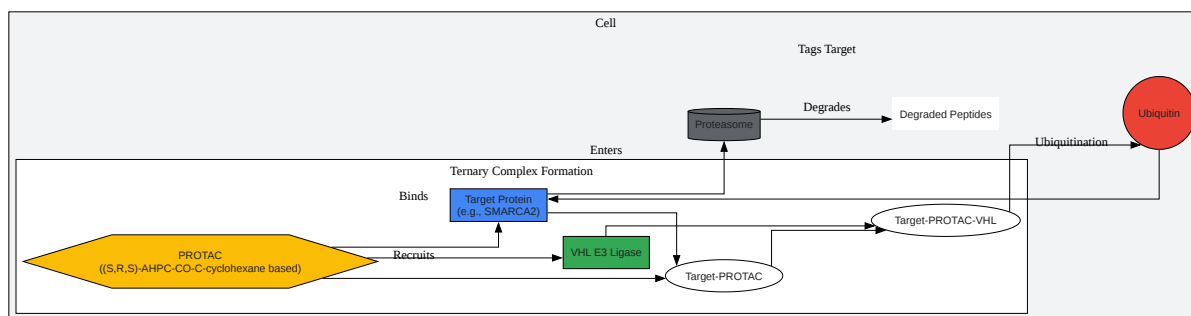 Cell
Tags Target
Ubiquitin
Degrades
Proteasome
Degraded Peptides
Ubiquitination
Enters
Ternary Complex Formation
Binds
Target Protein
(e.g., SMARCA2)
Target-PROTAC-VHL
PROTAC
((S,R,S)-AHPC-CO-C-cyclohexane based)
Recruits
VHL E3 Ligase
Target-PROTAC